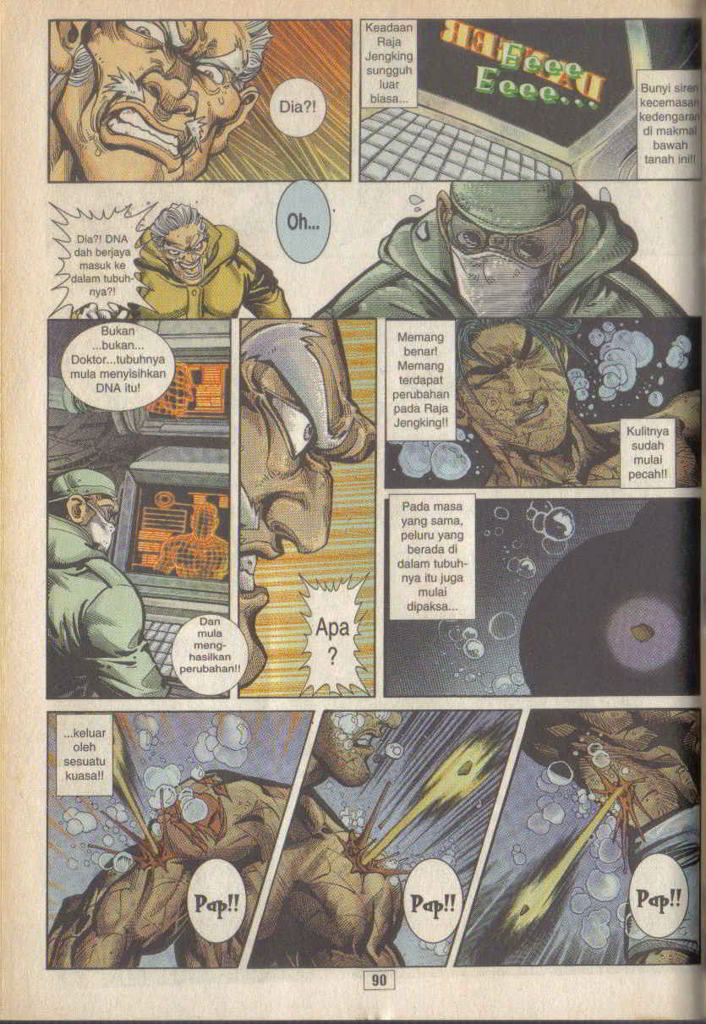 Dia?!
Keadaan
Raja
Jengking
sungguh
luar
biasa...
DANGER
Eeee
Eeee...
Bunyi siren
kecemasan
kedengaran
di makmal
bawah
tanah ini!!
Dia?! DNA
dah berjaya
masuk ke
dalam tubuh-
nya?!
Oh...
Bukan
...bukan...
Doktor...tubuhnya
mula menyisihkan
DNA itu!
Dan
mula
meng-
hasilkan
perubahan!!
Apa
?
Memang
benar!
Memang
terdapat
perubahan
pada Raja
Jengking!!
Kulitnya
sudah
mulai
pecah!!
Pada masa
yang sama,
peluru yang
berada di
dalam tubuh-
nya itu juga
mulai
dipaksa...
...keluar
oleh
sesuatu
kuasa!!
Pap!!
Pap!!
Pap!!
90